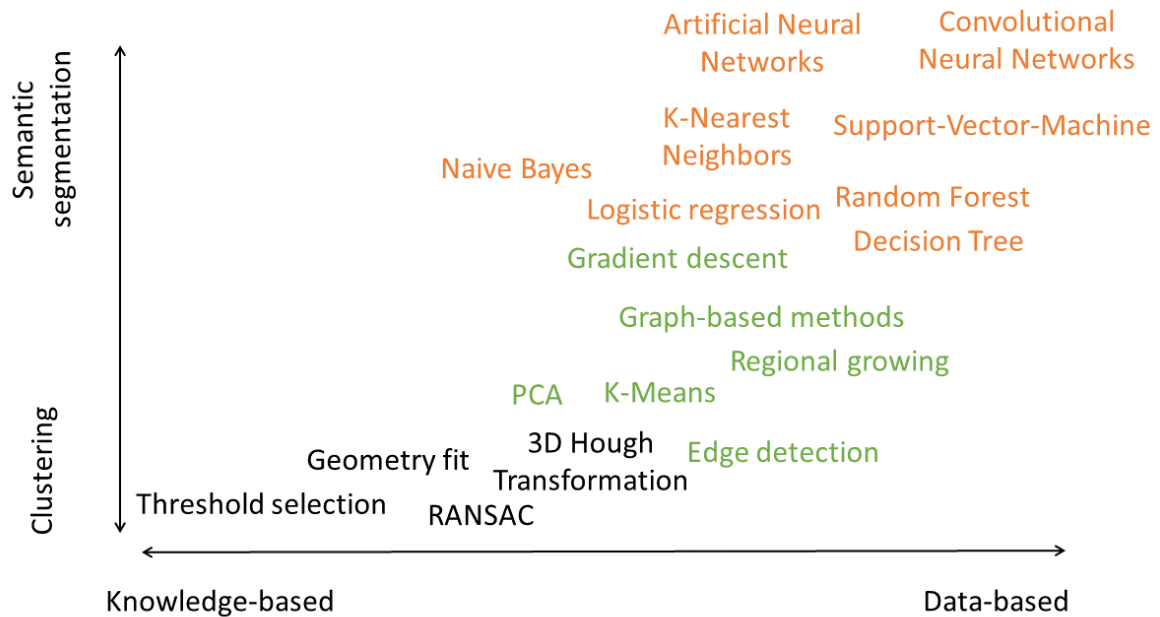 Artificial Neural
Networks
Convolutional
Neural Networks
Semantic
segmentation
K-Nearest
Neighbors
Support-Vector-Machine
Naive Bayes
Logistic regression
Random Forest
Decision Tree
Gradient descent
Graph-based methods
Regional growing
PCA
K-Means
Clustering
3D Hough
Transformation
Edge detection
Geometry fit
Threshold selection
RANSAC
Knowledge-based
Data-based